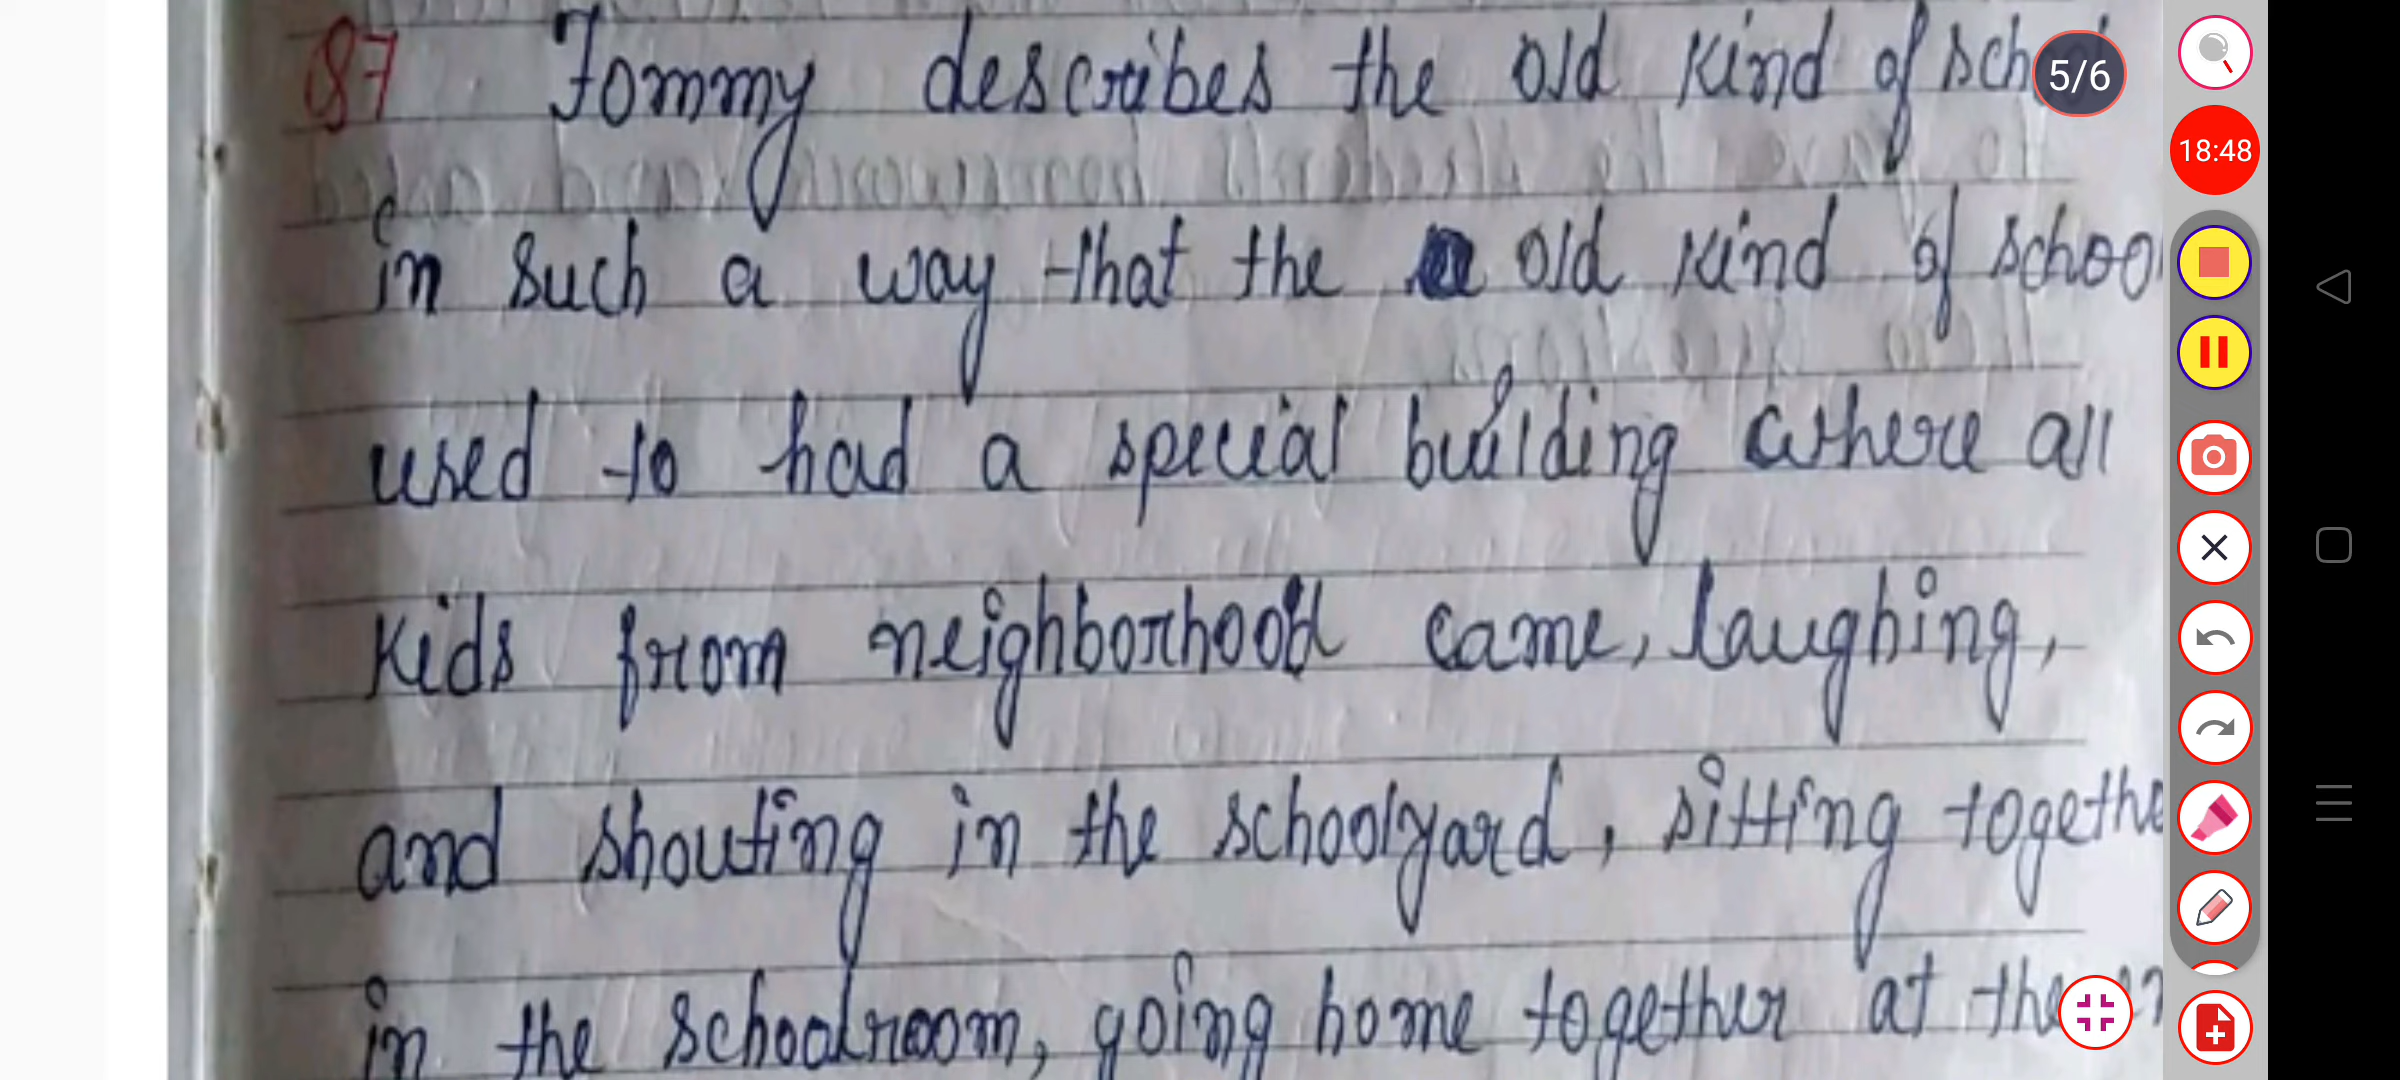 87 Tommy describes the old kind of school
5/6
18:48
in such a way that the old kind of schoo
used to had a special building where all
kids from neighborhood came, laughing,
and shouting in the schoolyard, sitting togethe
in the schoolroom, going home together at the